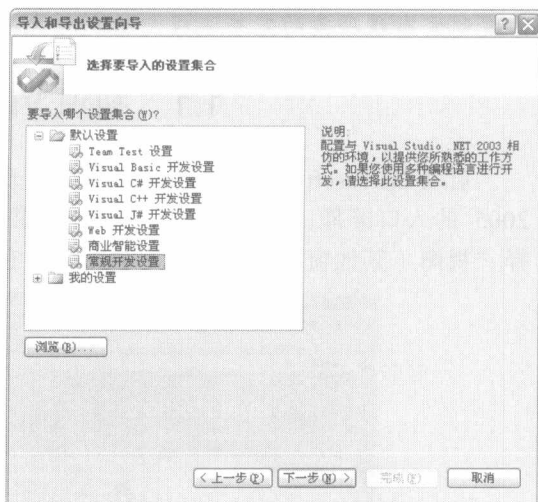 导入和导出设置向导
选择要导入的设置集合
要导入哪个设置集合(W)?
默认设置
Team Test 设置
Visual Basic 开发设置
Visual C# 开发设置
Visual C++ 开发设置
Visual J# 开发设置
Web 开发设置
商业智能设置
常规开发设置
我的设置
说明:
配置与 Visual Studio .NET 2003 相
仿的环境，以提供您所熟悉的工作方
式。如果您使用多种编程语言进行开
发，请选择此设置集合。
浏览(B)...
< 上一步(P)
下一步(N) >
完成(F)
取消